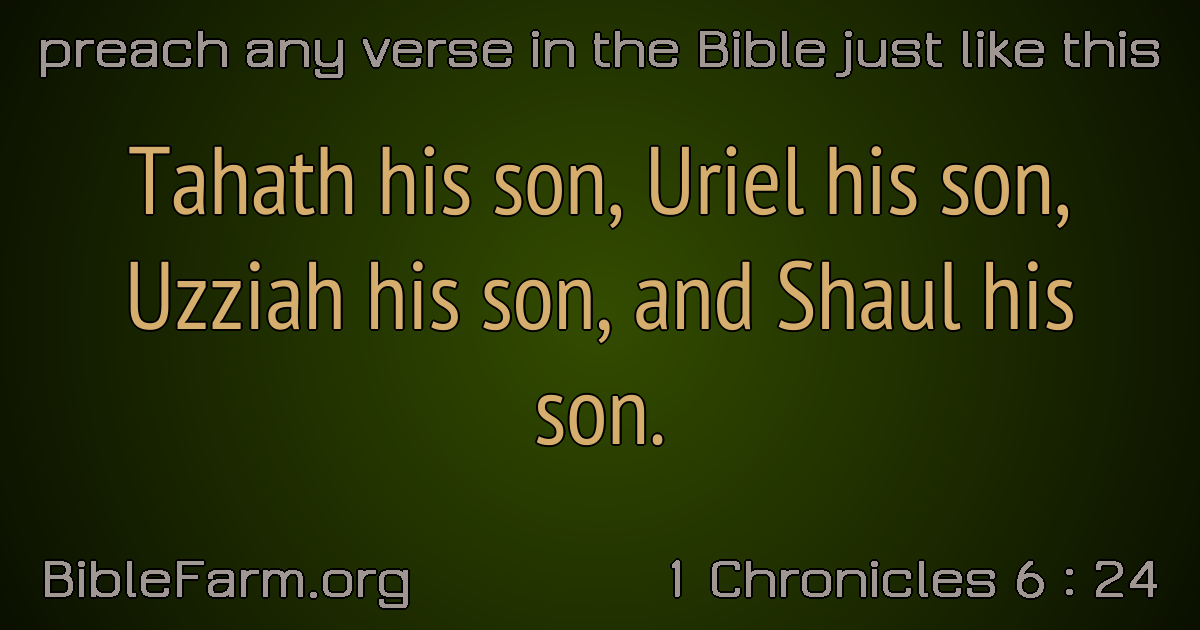 preach any verse in the Bible just like this
Tahath his son, Uriel his son,
Uzziah his son, and Shaul his
son.
BibleFarm.org
1 Chronicles 6 : 24